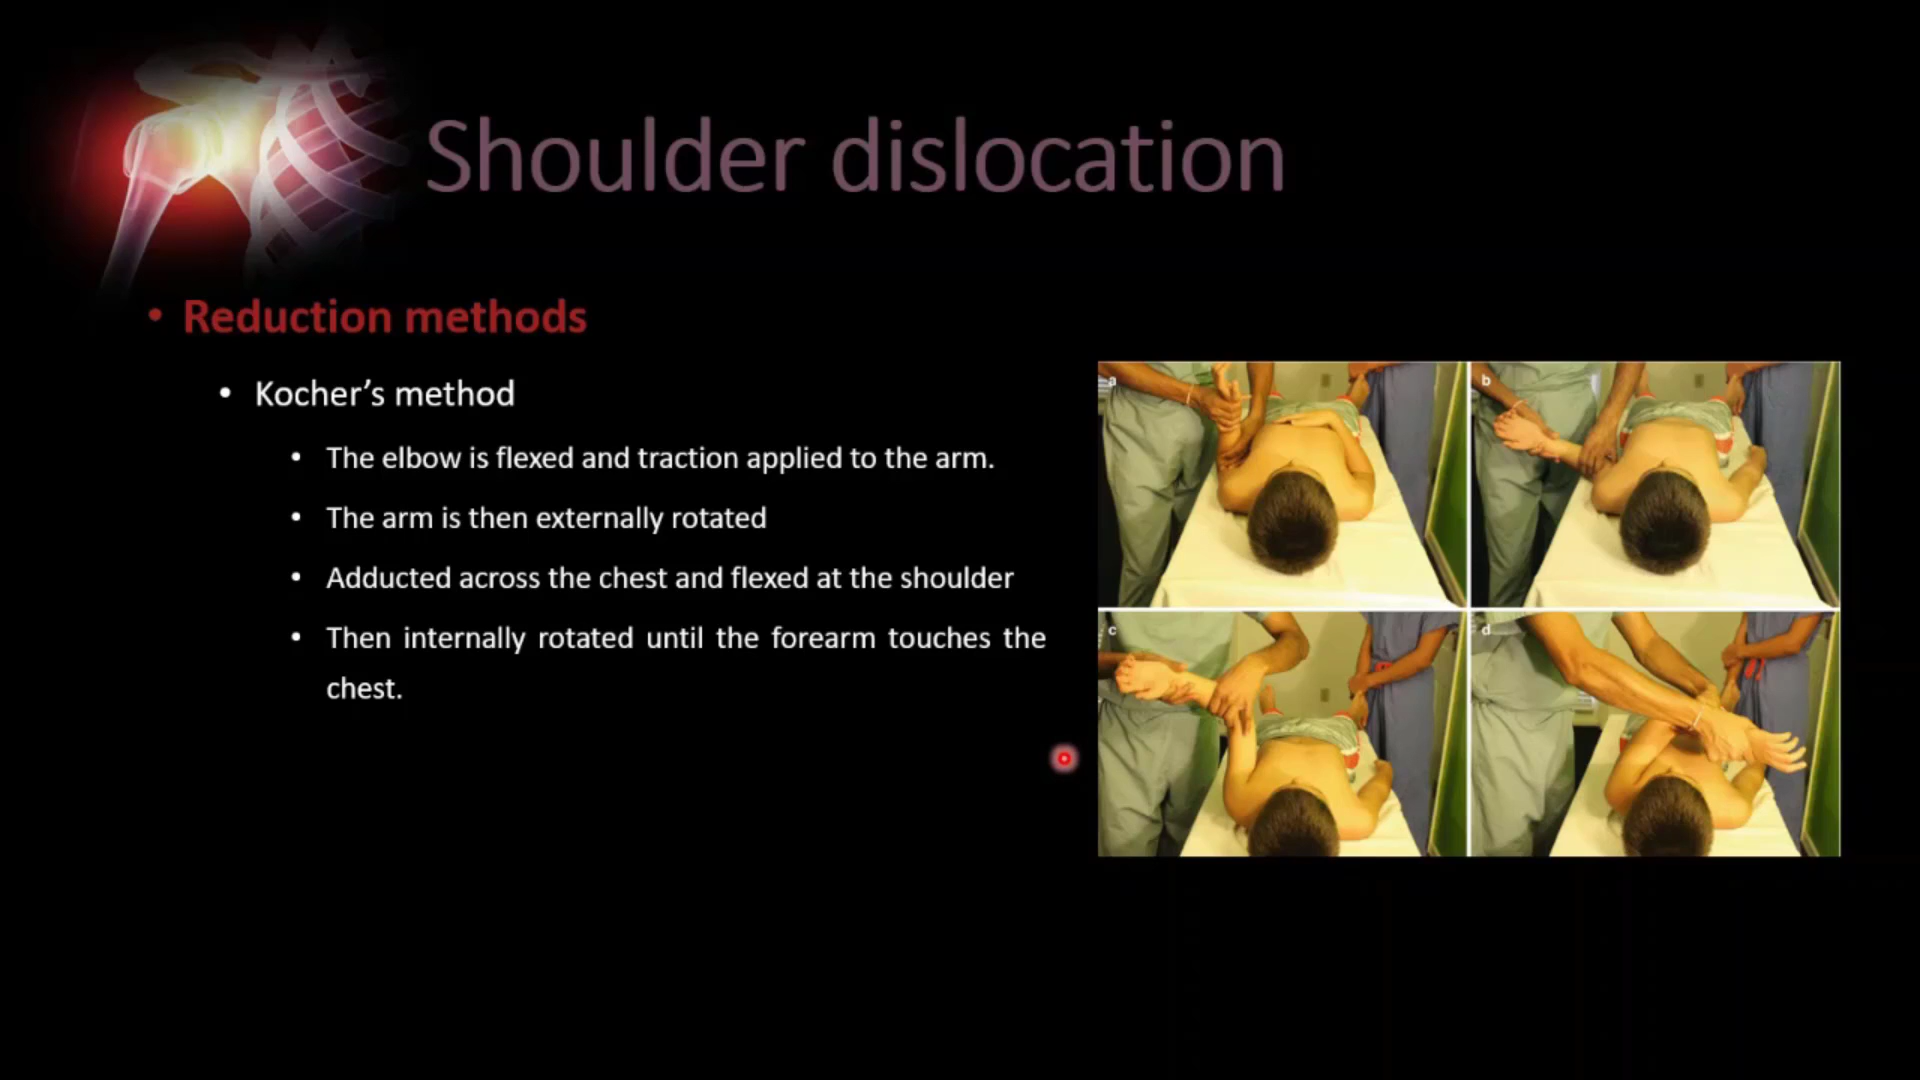 Shoulder dislocation
• Reduction methods
• Kocher’s method
• The elbow is flexed and traction applied to the arm.
• The arm is then externally rotated
• Adducted across the chest and flexed at the shoulder
• Then internally rotated until the forearm touches the
chest.
a
b
c
d